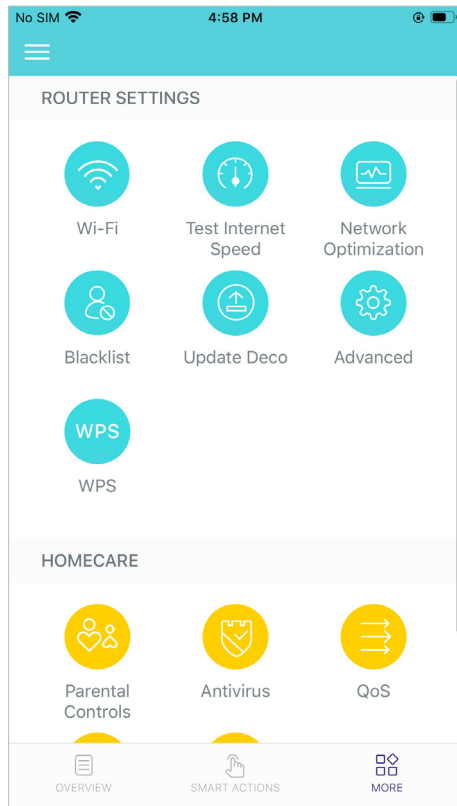 No SIM 4:58 PM
ROUTER SETTINGS
Wi-Fi Test Internet Network
Speed Optimization
Blacklist Update Deco Advanced
WPS
WPS
HOMECARE
Parental Antivirus QoS
Controls
OVERVIEW SMART ACTIONS MORE